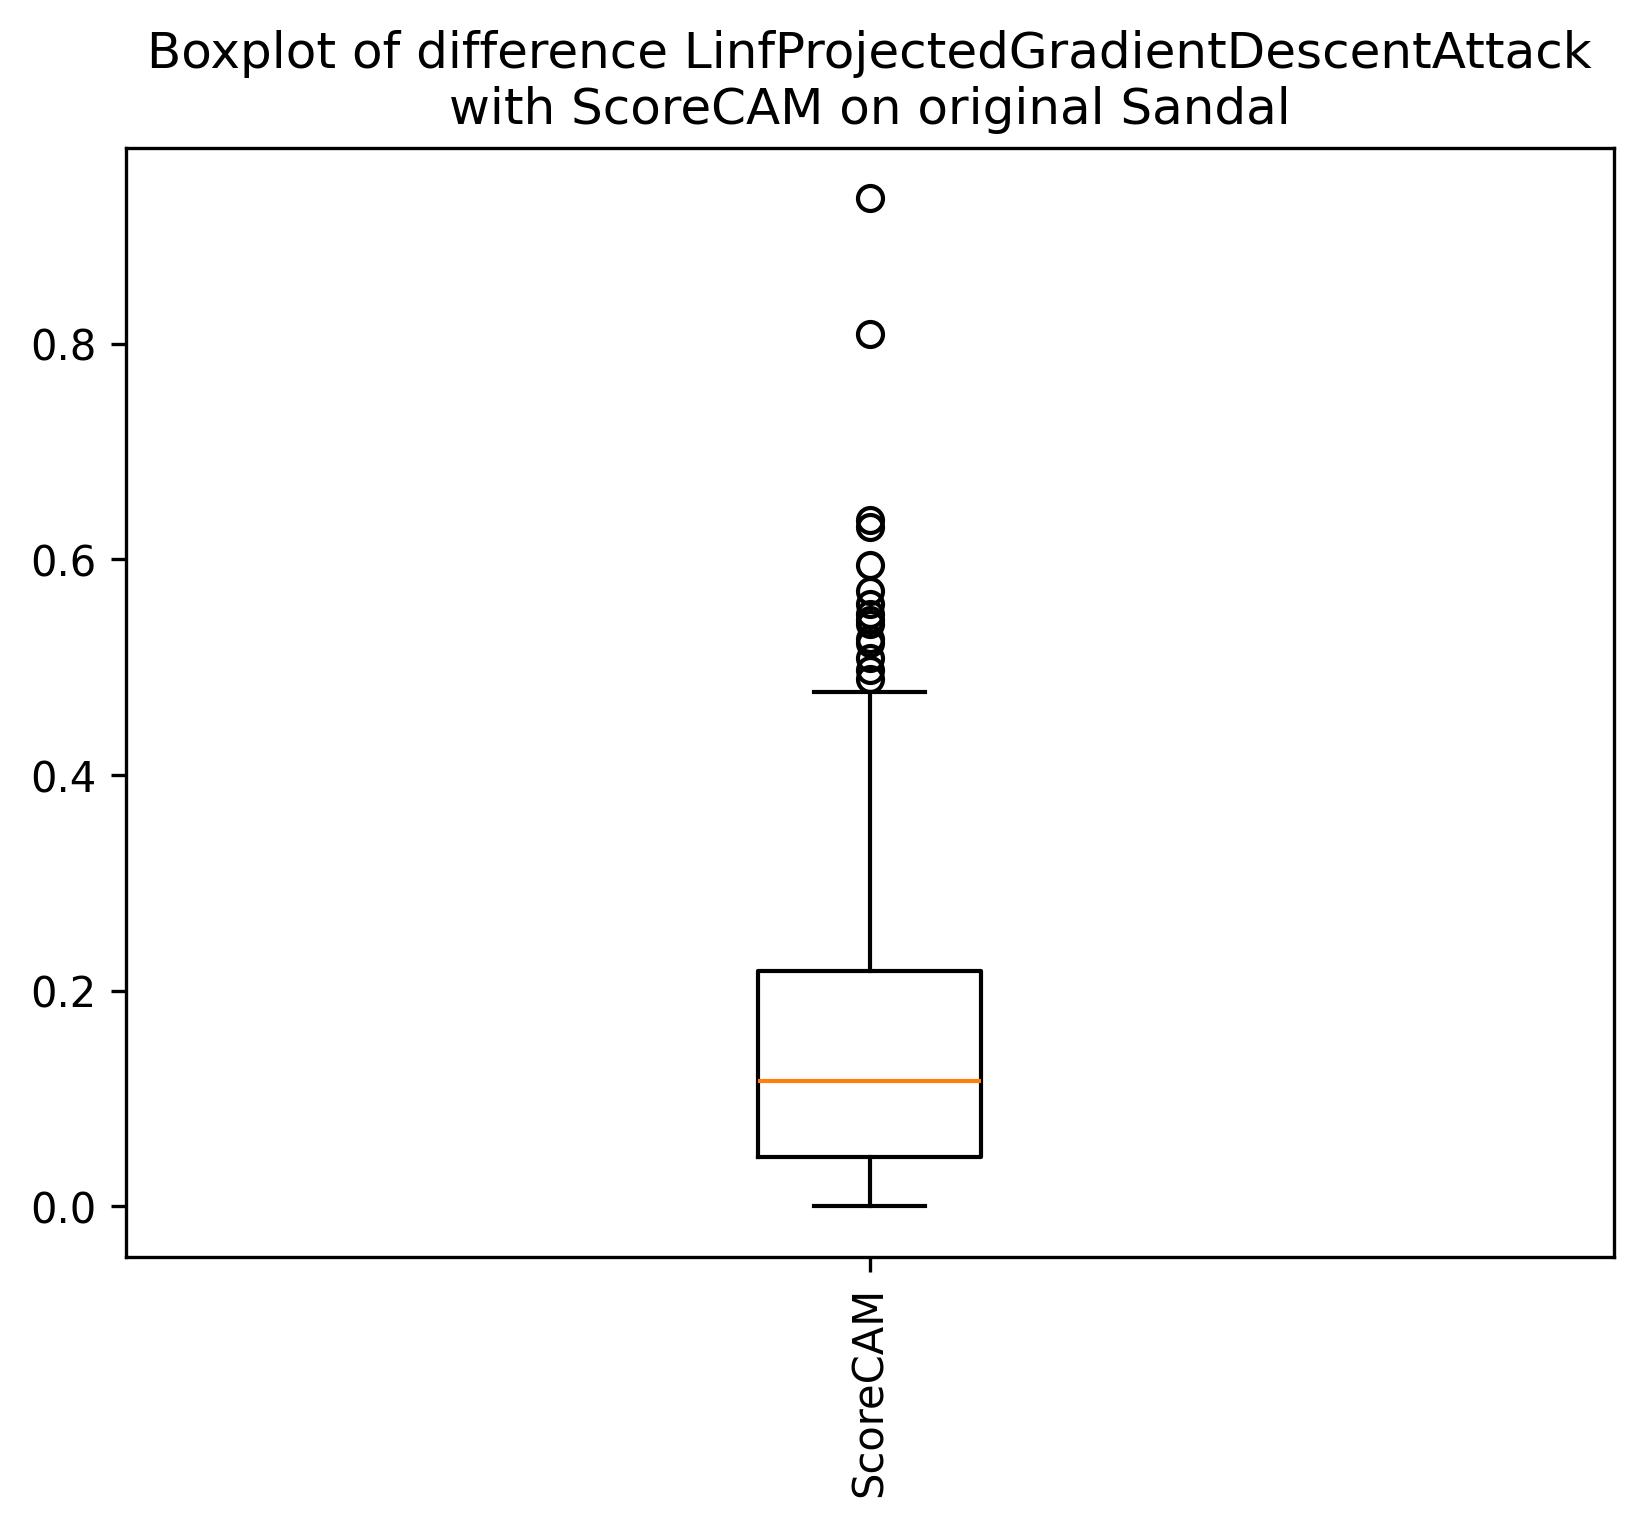 Boxplot of difference LinfProjectedGradientDescentAttack
with ScoreCAM on original Sandal
0.8
0.6
0.4
0.2
0.0
ScoreCAM